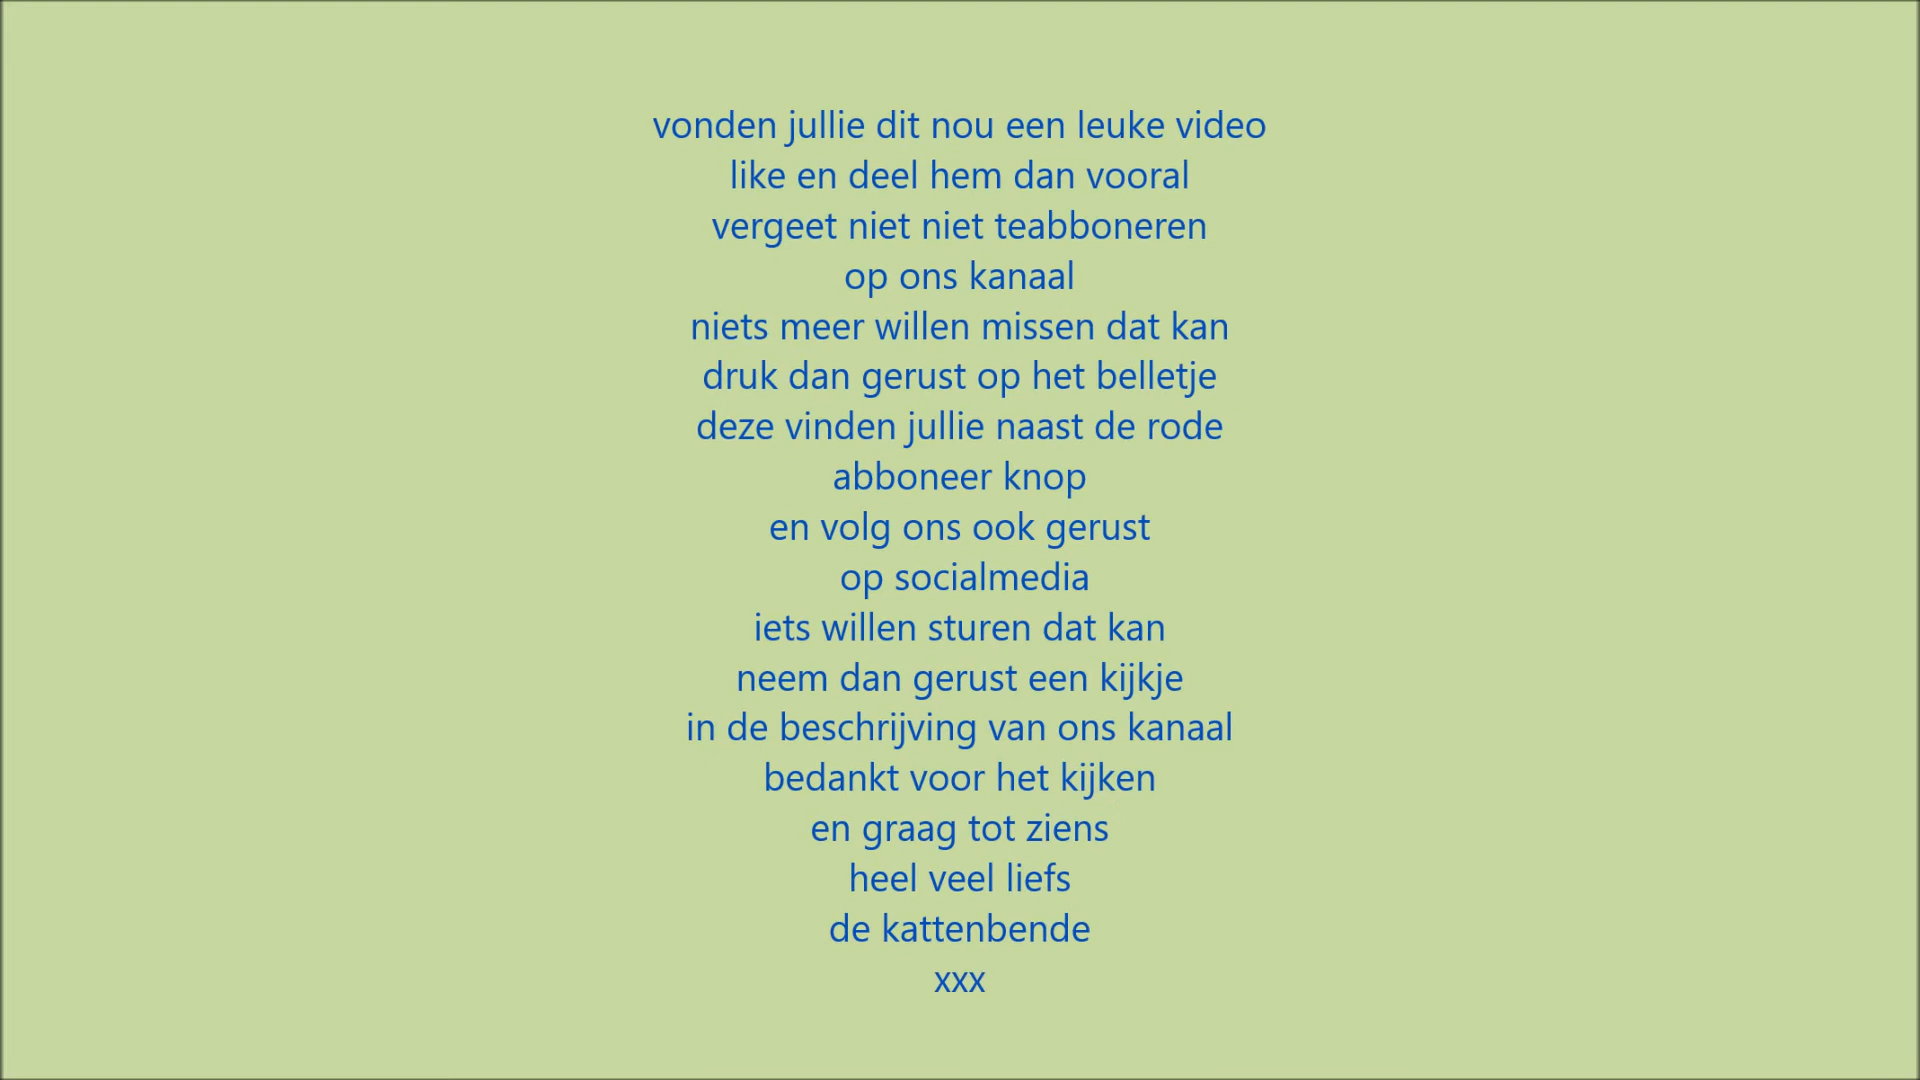 vonden jullie dit nou een leuke video
like en deel hem dan vooral
vergeet niet niet teabboneren
op ons kanaal
niets meer willen missen dat kan
druk dan gerust op het belletje
deze vinden jullie naast de rode
abboneer knop
en volg ons ook gerust
op socialmedia
iets willen sturen dat kan
neem dan gerust een kijkje
in de beschrijving van ons kanaal
bedankt voor het kijken
en graag tot ziens
heel veel liefs
de kattenbende
xxx